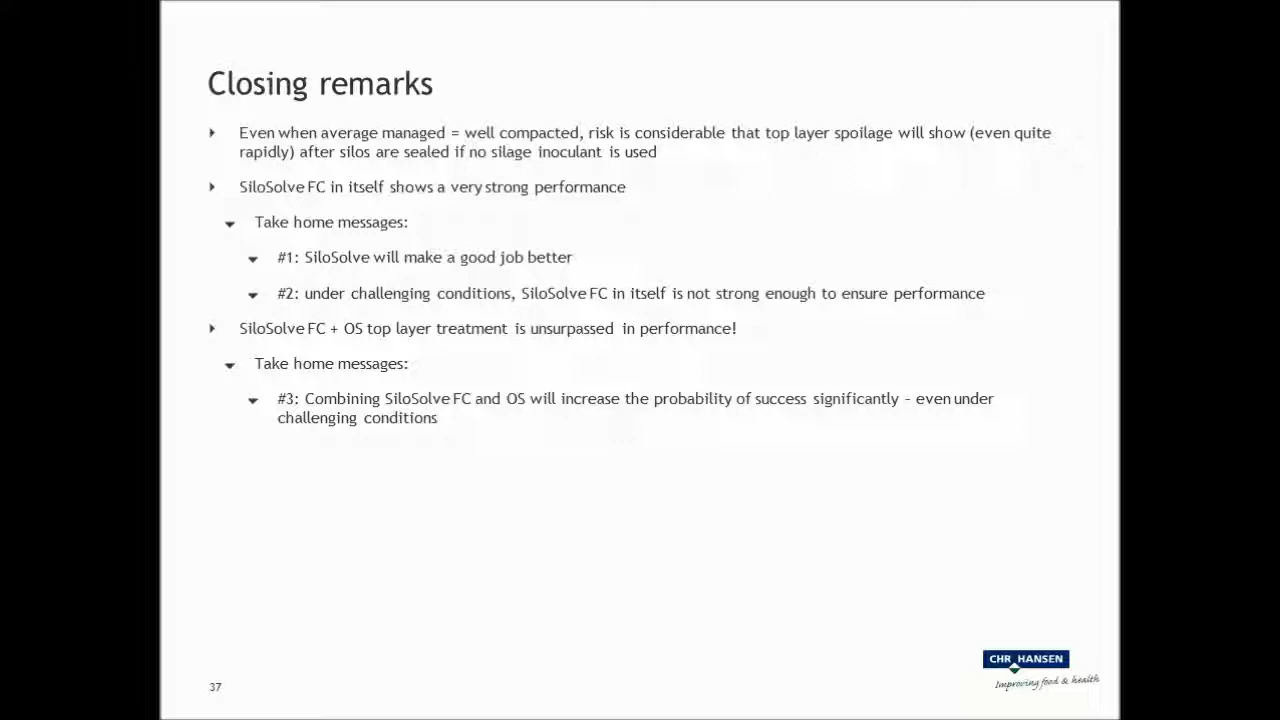 Closing remarks
Even when average managed = well compacted, risk is considerable that top layer spoilage will show (even quite
rapidly) after silos are sealed if no silage inoculant is used
SiloSolve FC in itself shows a very strong performance
Take home messages:
#1: SiloSolve will make a good job better
#2: under challenging conditions, SiloSolve FC in itself is not strong enough to ensure performance
SiloSolve FC + OS top layer treatment is unsurpassed in performance!
Take home messages:
#3: Combining SiloSolve FC and OS will increase the probability of success significantly – even under
challenging conditions
CHR HANSEN
Improving food & health
37